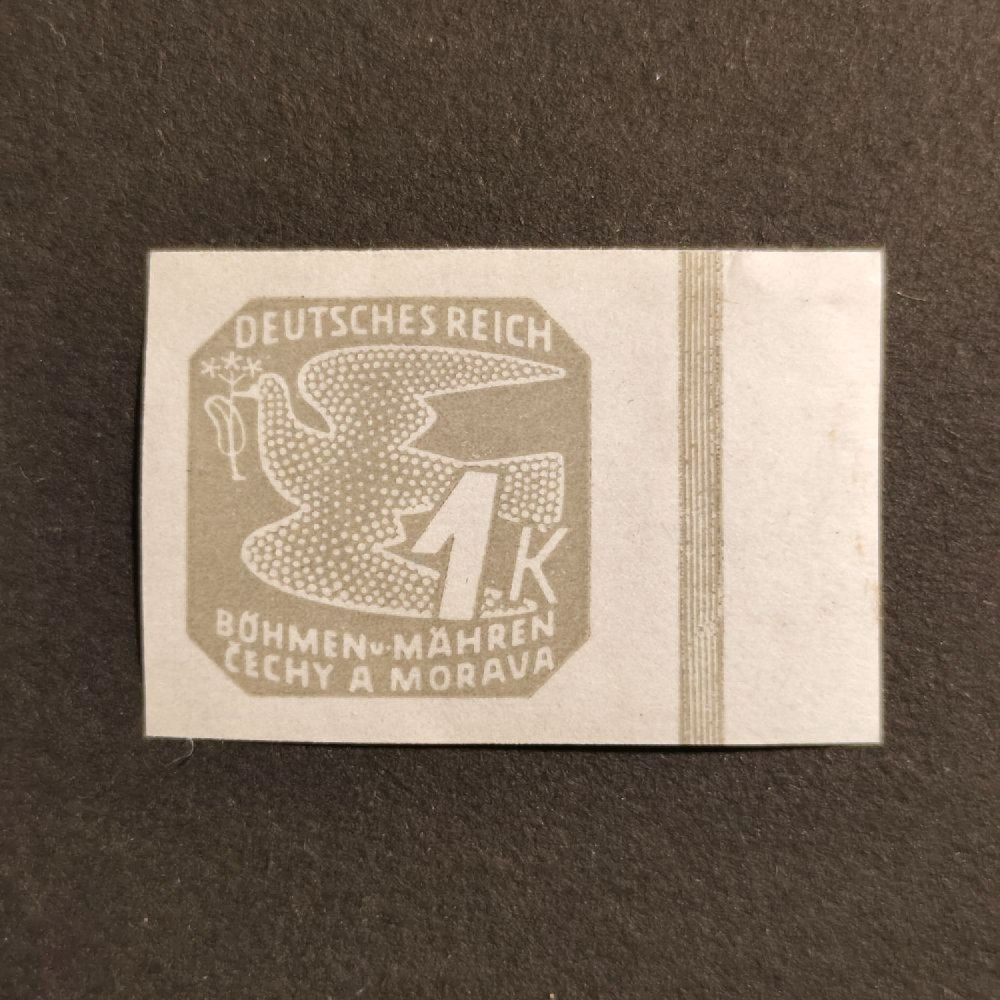 DEUTSCHES REICH
1 K
BÖHMEN u. MÄHREN
ČECHY A MORAVA